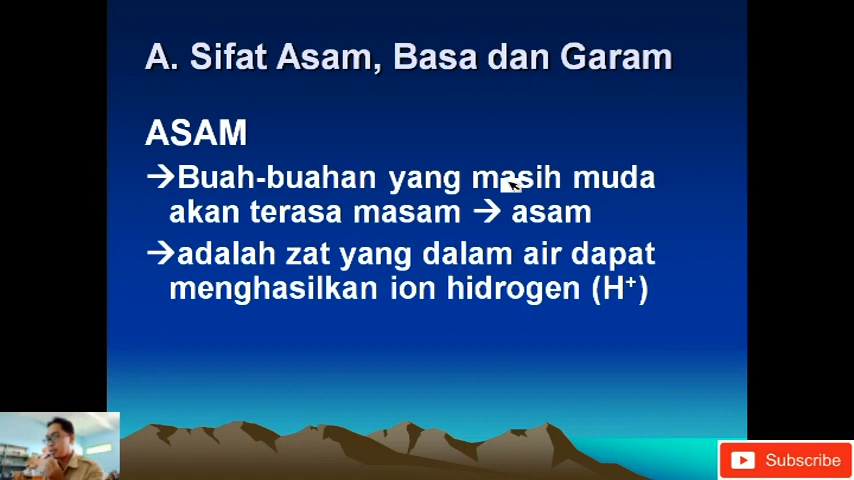 A. Sifat Asam, Basa dan Garam
ASAM
→Buah-buahan yang masih muda
akan terasa masam → asam
→adalah zat yang dalam air dapat
menghasilkan ion hidrogen (H⁺)
Subscribe